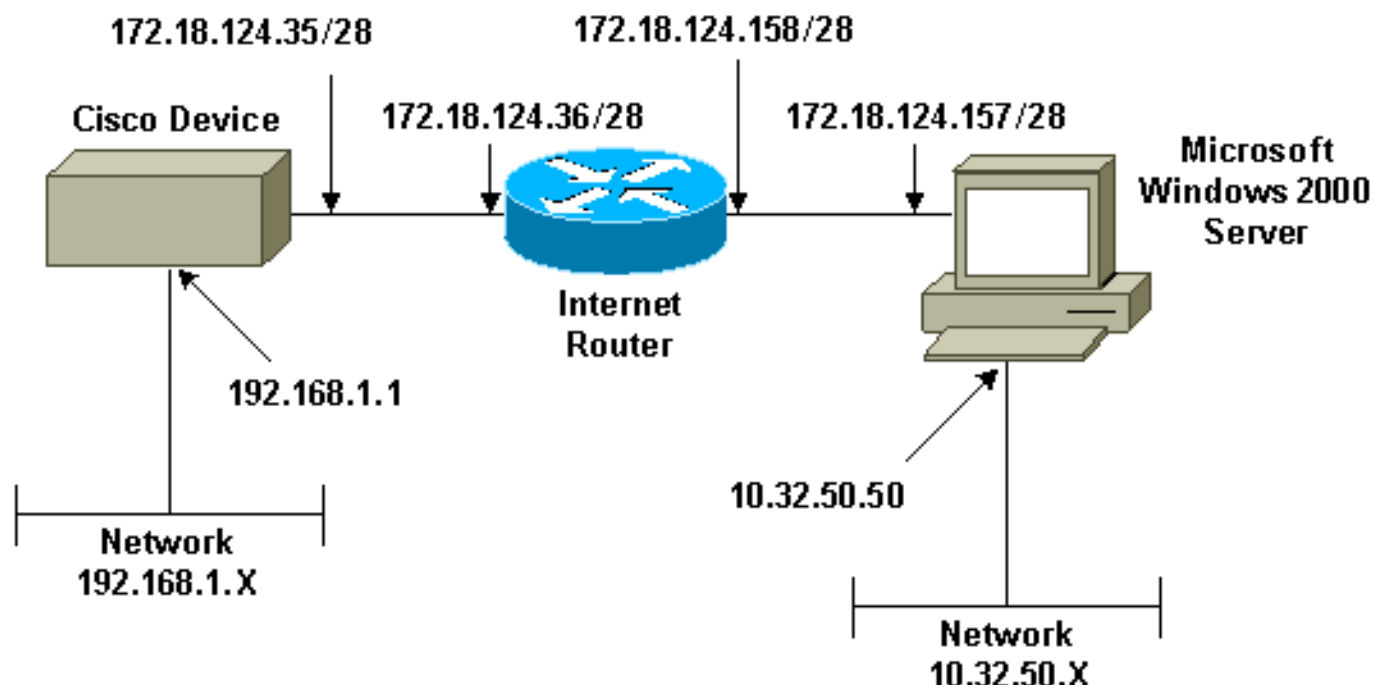 172.18.124.35/28
172.18.124.158/28
Cisco Device
172.18.124.36/28
172.18.124.157/28
Microsoft
Windows 2000
Server
Internet
Router
192.168.1.1
10.32.50.50
Network
192.168.1.X
Network
10.32.50.X